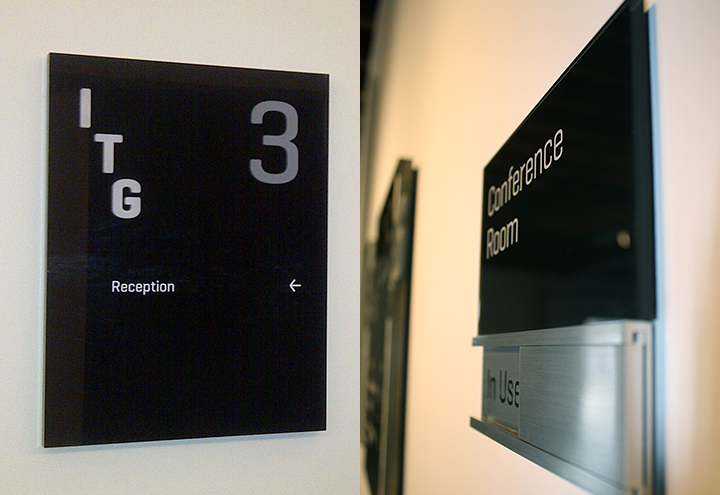 I
T
G
3
Reception ←
Conference
Room
In Use